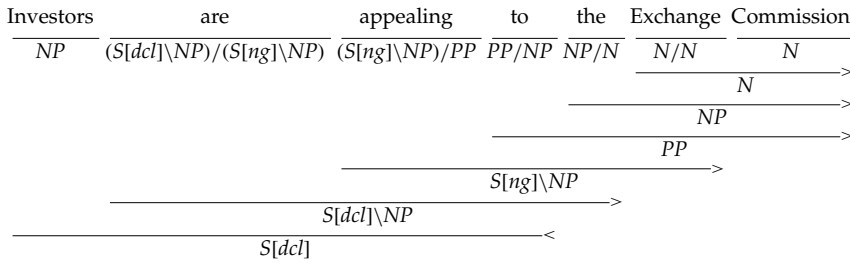 Investors are appealing to the Exchange Commission
NP (S[dcl]\NP)/(S[ng]\NP) (S[ng]\NP)/PP PP/NP NP/N N/N N
>
N
>
NP
>
PP
>
S[ng]\NP
>
S[dcl]\NP
<
S[dcl]